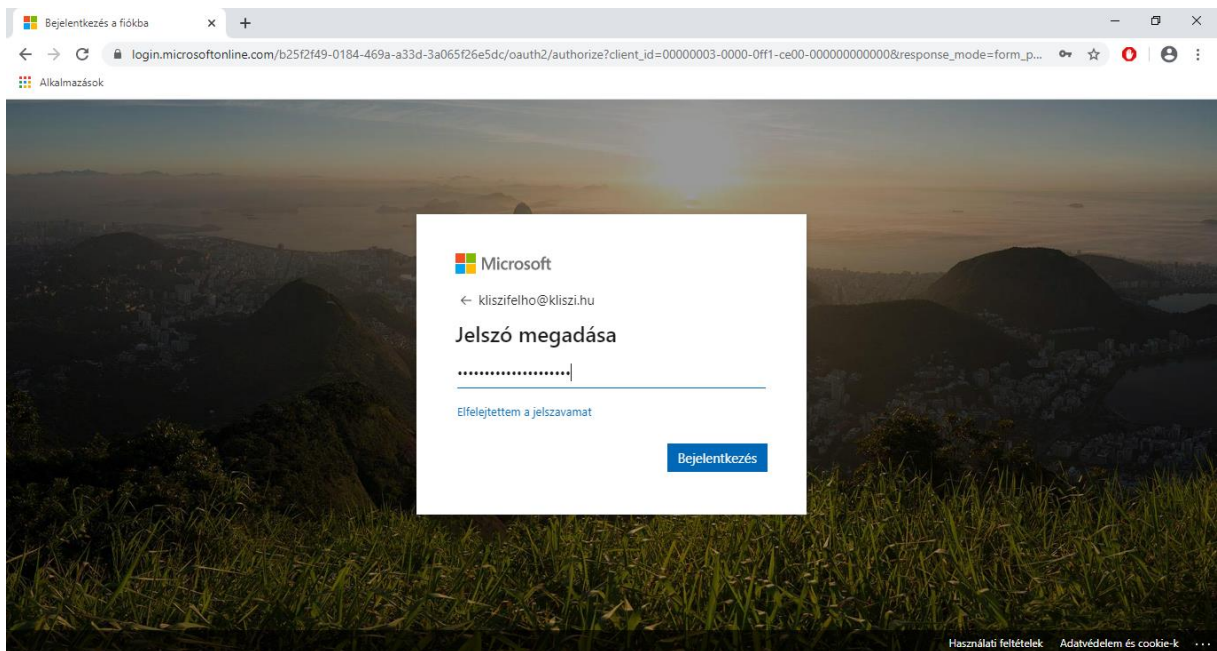 Bejelentkezés a fiókba
login.microsoftonline.com/b25f2f49-0184-469a-a33d-3a065f26e5dc/oauth2/authorize?client_id=00000003-0000-0ff1-ce00-000000000000&response_mode=form_p...
Alkalmazások
Microsoft
kliszifelho@kliszi.hu
Jelszó megadása
Elfelejtettem a jelszavamat
Bejelentkezés
Használati feltételek Adatvédelem és cookie-k ...